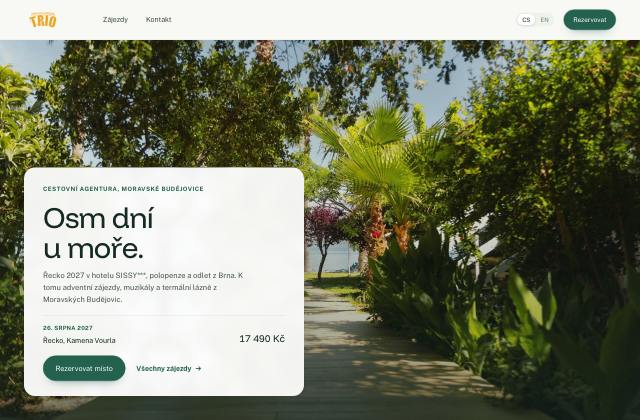 TRIO
Zájezdy
Kontakt
CS
EN
Rezervovat
CESTOVNÍ AGENTURA, MORAVSKÉ BUDĚJOVICE
Osm dní
u moře.
Řecko 2027 v hotelu SISSY***, polopenze a odlet z Brna. K
tomu adventní zájezdy, muzikály a termální lázně z
Moravských Budějovic.
26. SRPNA 2027
Řecko, Kamena Vourla
17 490 Kč
Rezervovat místo
Všechny zájezdy →